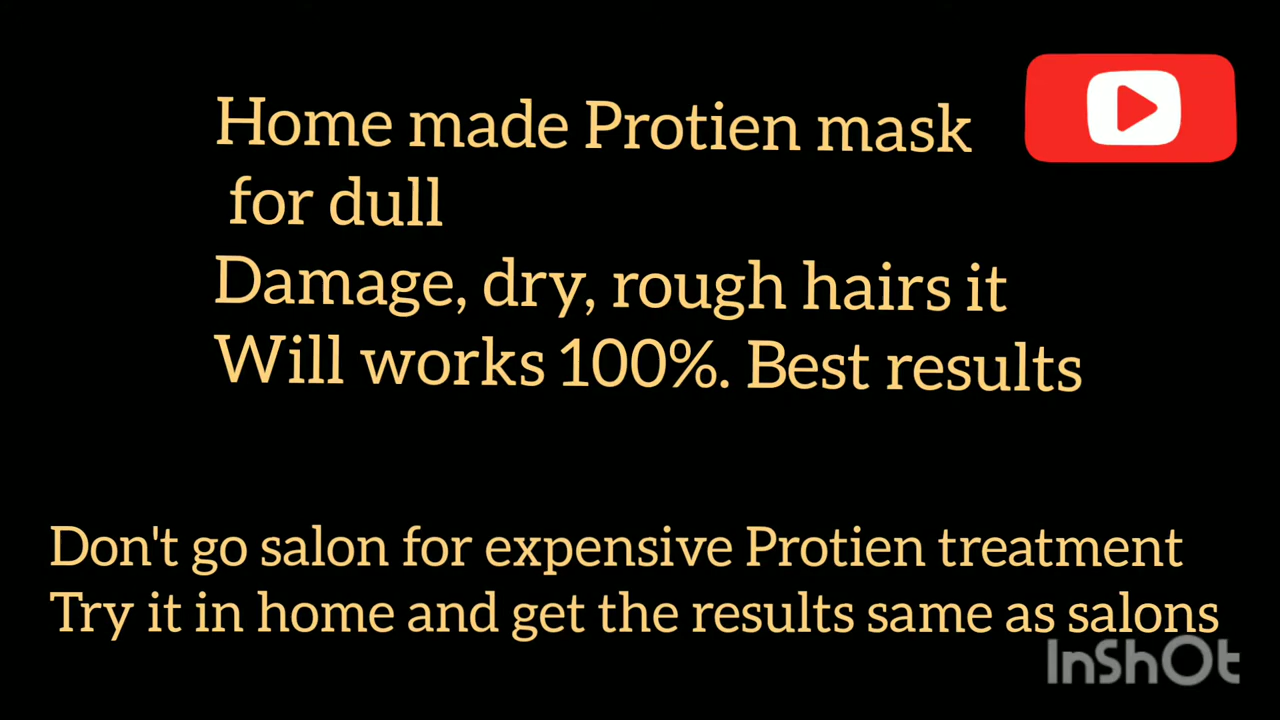 Home made Protien mask
for dull
Damage, dry, rough hairs it
Will works 100%. Best results
Don't go salon for expensive Protien treatment
Try it in home and get the results same as salons
InShOt